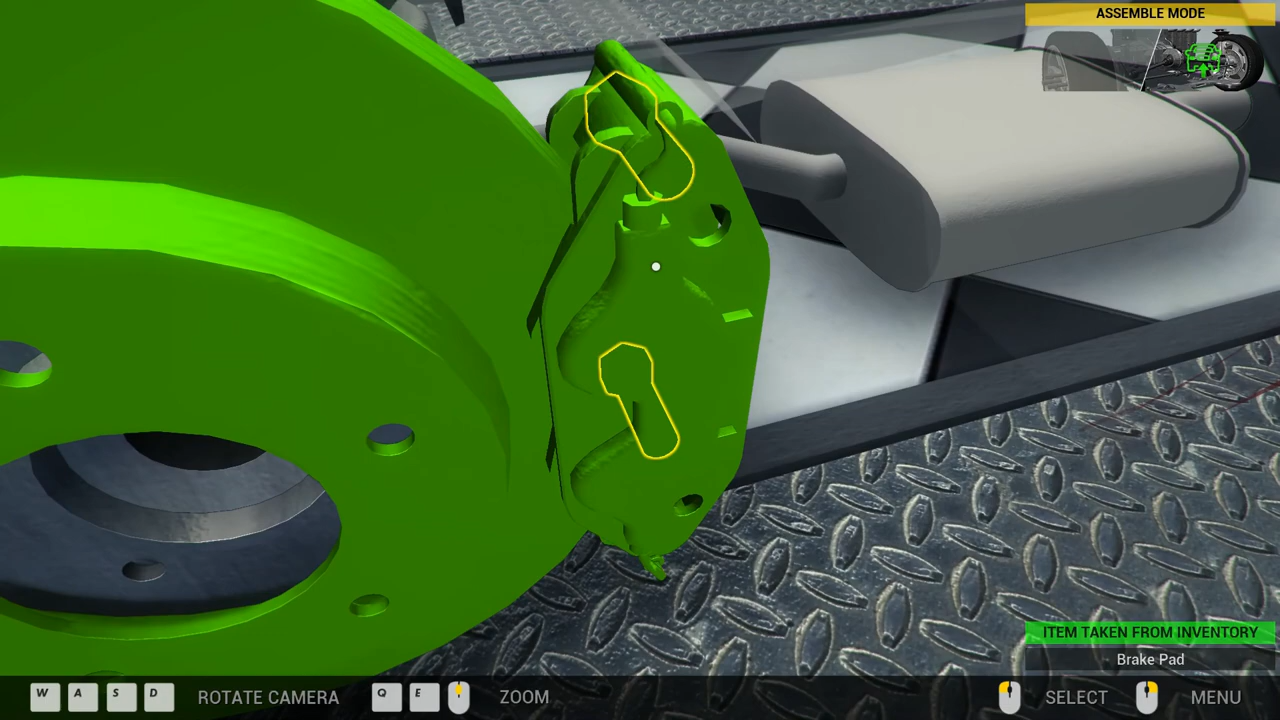 ASSEMBLE MODE
ITEM TAKEN FROM INVENTORY
Brake Pad
W A S D ROTATE CAMERA Q E ZOOM SELECT MENU